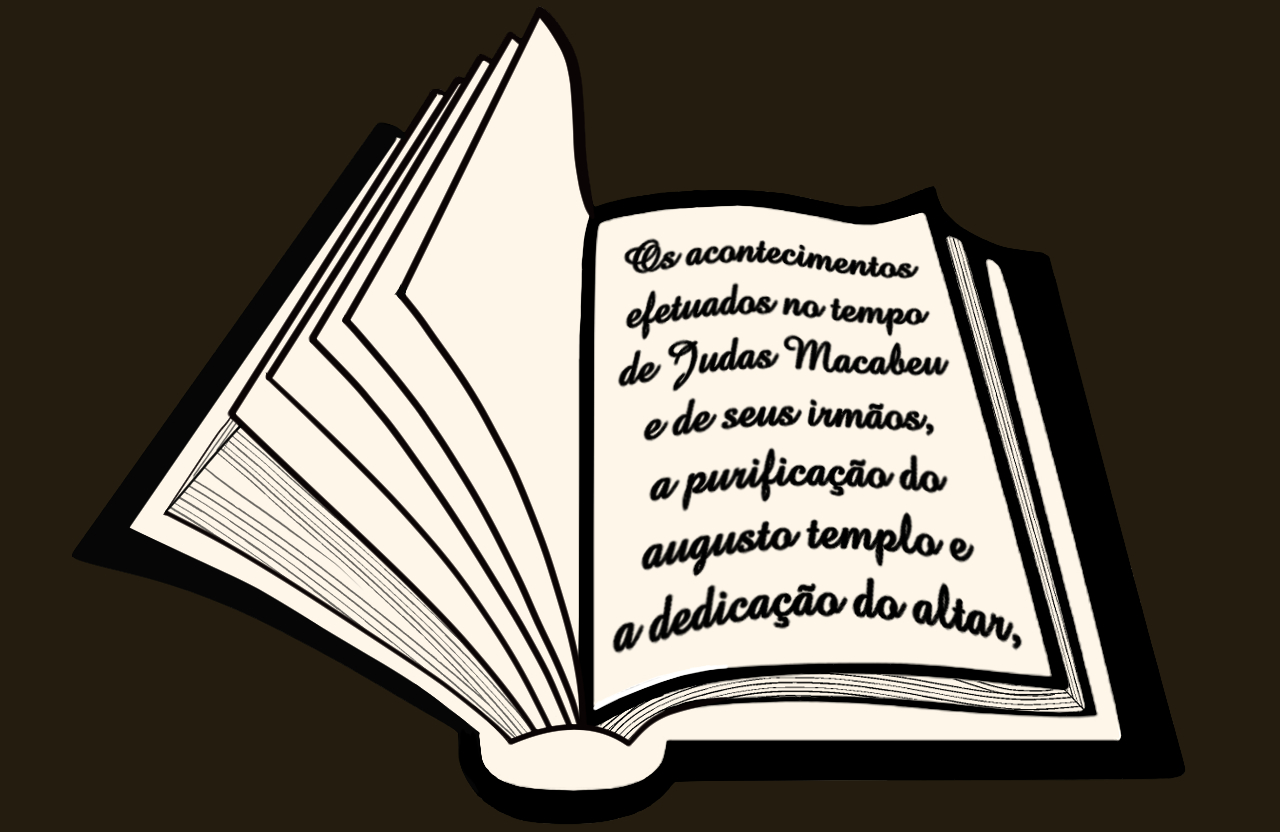 Os acontecimentos
efetuados no tempo
de Judas Macabeu
e de seus irmãos,
a purificação do
augusto templo e
a dedicação do altar,